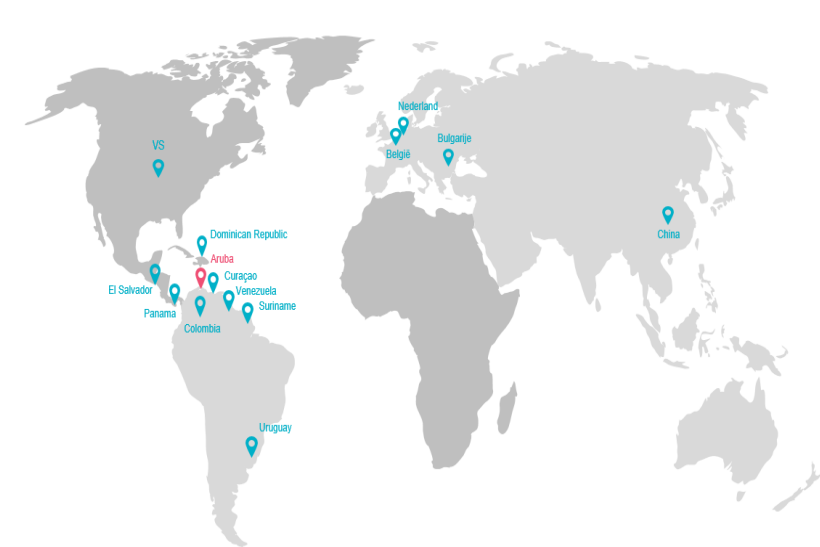 Nederland
VS
Bulgarije
België
Dominican Republic
China
Aruba
Curaçao
El Salvador
Venezuela
Suriname
Panama
Colombia
Uruguay